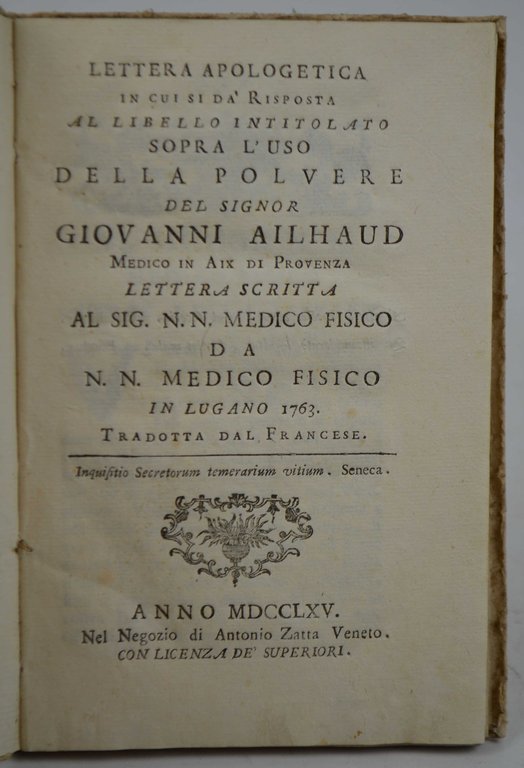 LETTERA APOLOGETICA
IN CUI SI DA' RISPOSTA
AL LIBELLO INTITOLATO
SOPRA L'USO
DELLA POLVERE
DEL SIGNOR
GIOVANNI AILHAUD
MEDICO IN AIX DI PROVENZA
LETTERA SCRITTA
AL SIG. N. N. MEDICO FISICO
DA
N. N. MEDICO FISICO
IN LUGANO 1763.
TRADOTTA DAL FRANCESE.
Inquisitio Secretorum temerarium vitium. Seneca.
ANNO MDCCLXV.
Nel Negozio di Antonio Zatta Veneto.
CON LICENZA DE' SUPERIORI.